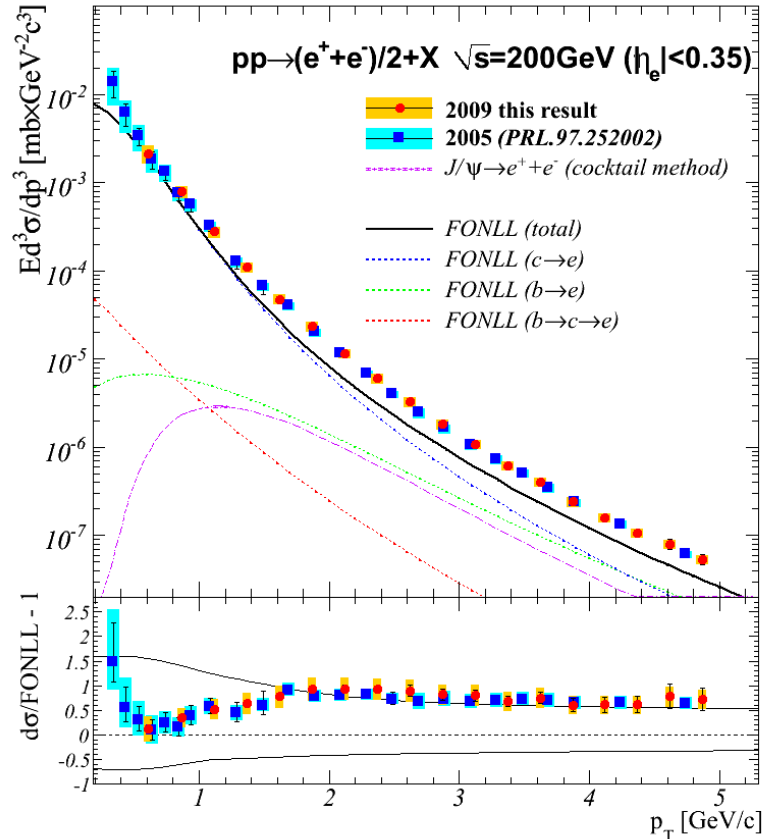 pp→(e⁺+e⁻)/2+X √s=200GeV (|η_e|<0.35)
2009 this result
2005 (PRL.97.252002)
J/ψ→e⁺+e⁻ (cocktail method)
FONLL (total)
FONLL (c→e)
FONLL (b→e)
FONLL (b→c→e)
Ed³σ/dp³ [mb×GeV⁻²c³]
10⁻²
10⁻³
10⁻⁴
10⁻⁵
10⁻⁶
10⁻⁷
dσ/FONLL - 1
2.5
2
1.5
1
0.5
0
-0.5
-1
1 2 3 4 5
p_T [GeV/c]